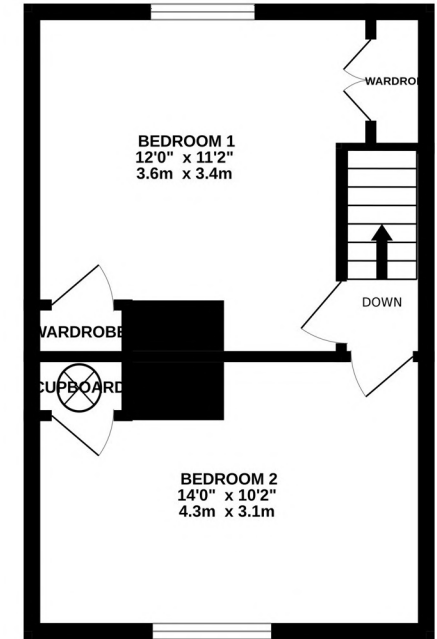 WARDROB
BEDROOM 1
12'0" x 11'2"
3.6m x 3.4m
DOWN
WARDROBE
CUPBOARD
BEDROOM 2
14'0" x 10'2"
4.3m x 3.1m